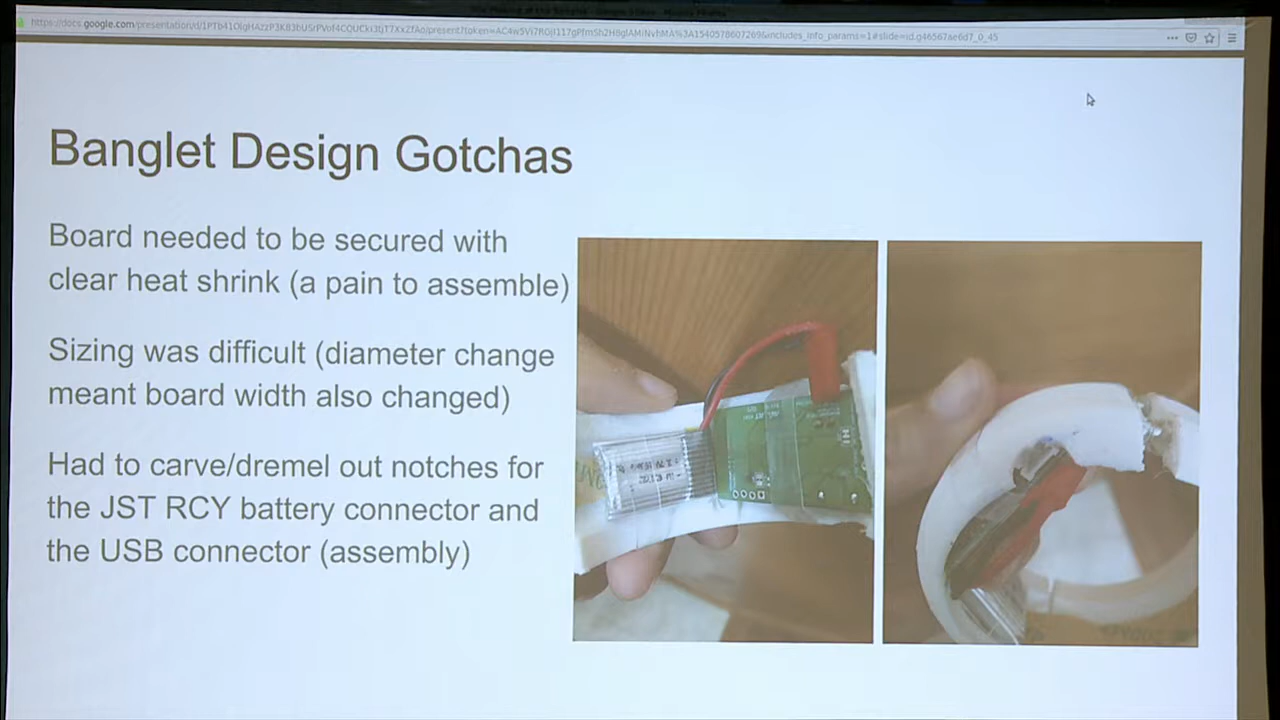 Banglet Design Gotchas
Board needed to be secured with
clear heat shrink (a pain to assemble)
Sizing was difficult (diameter change
meant board width also changed)
Had to carve/dremel out notches for
the JST RCY battery connector and
the USB connector (assembly)